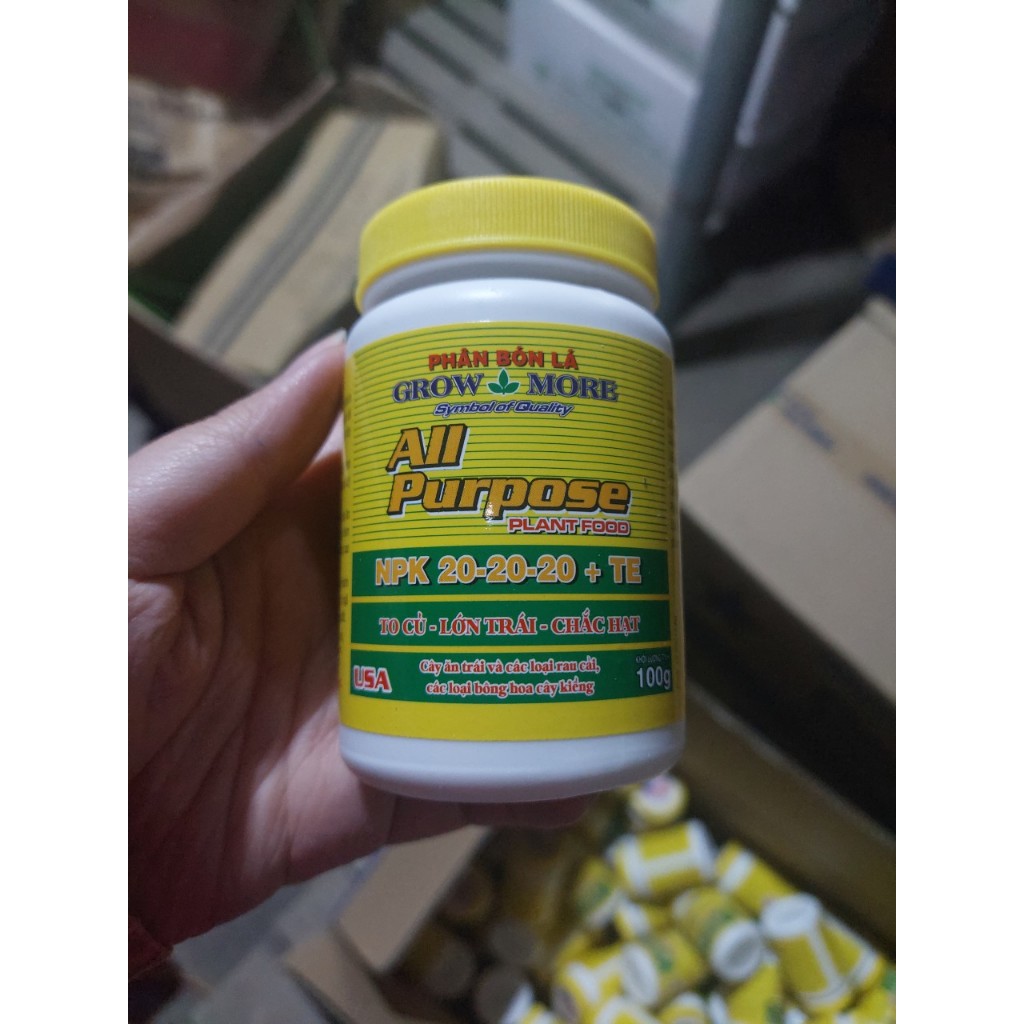 PHÂN BÓN LÁ
GROW MORE
Symbol of Quality
All
Purpose
PLANT FOOD
NPK 20-20-20 + TE
TO CỦ - LỚN TRÁI - CHẮC HẠT
USA
Cây ăn trái và các loại rau cải,
các loại bông hoa cây kiểng
100g